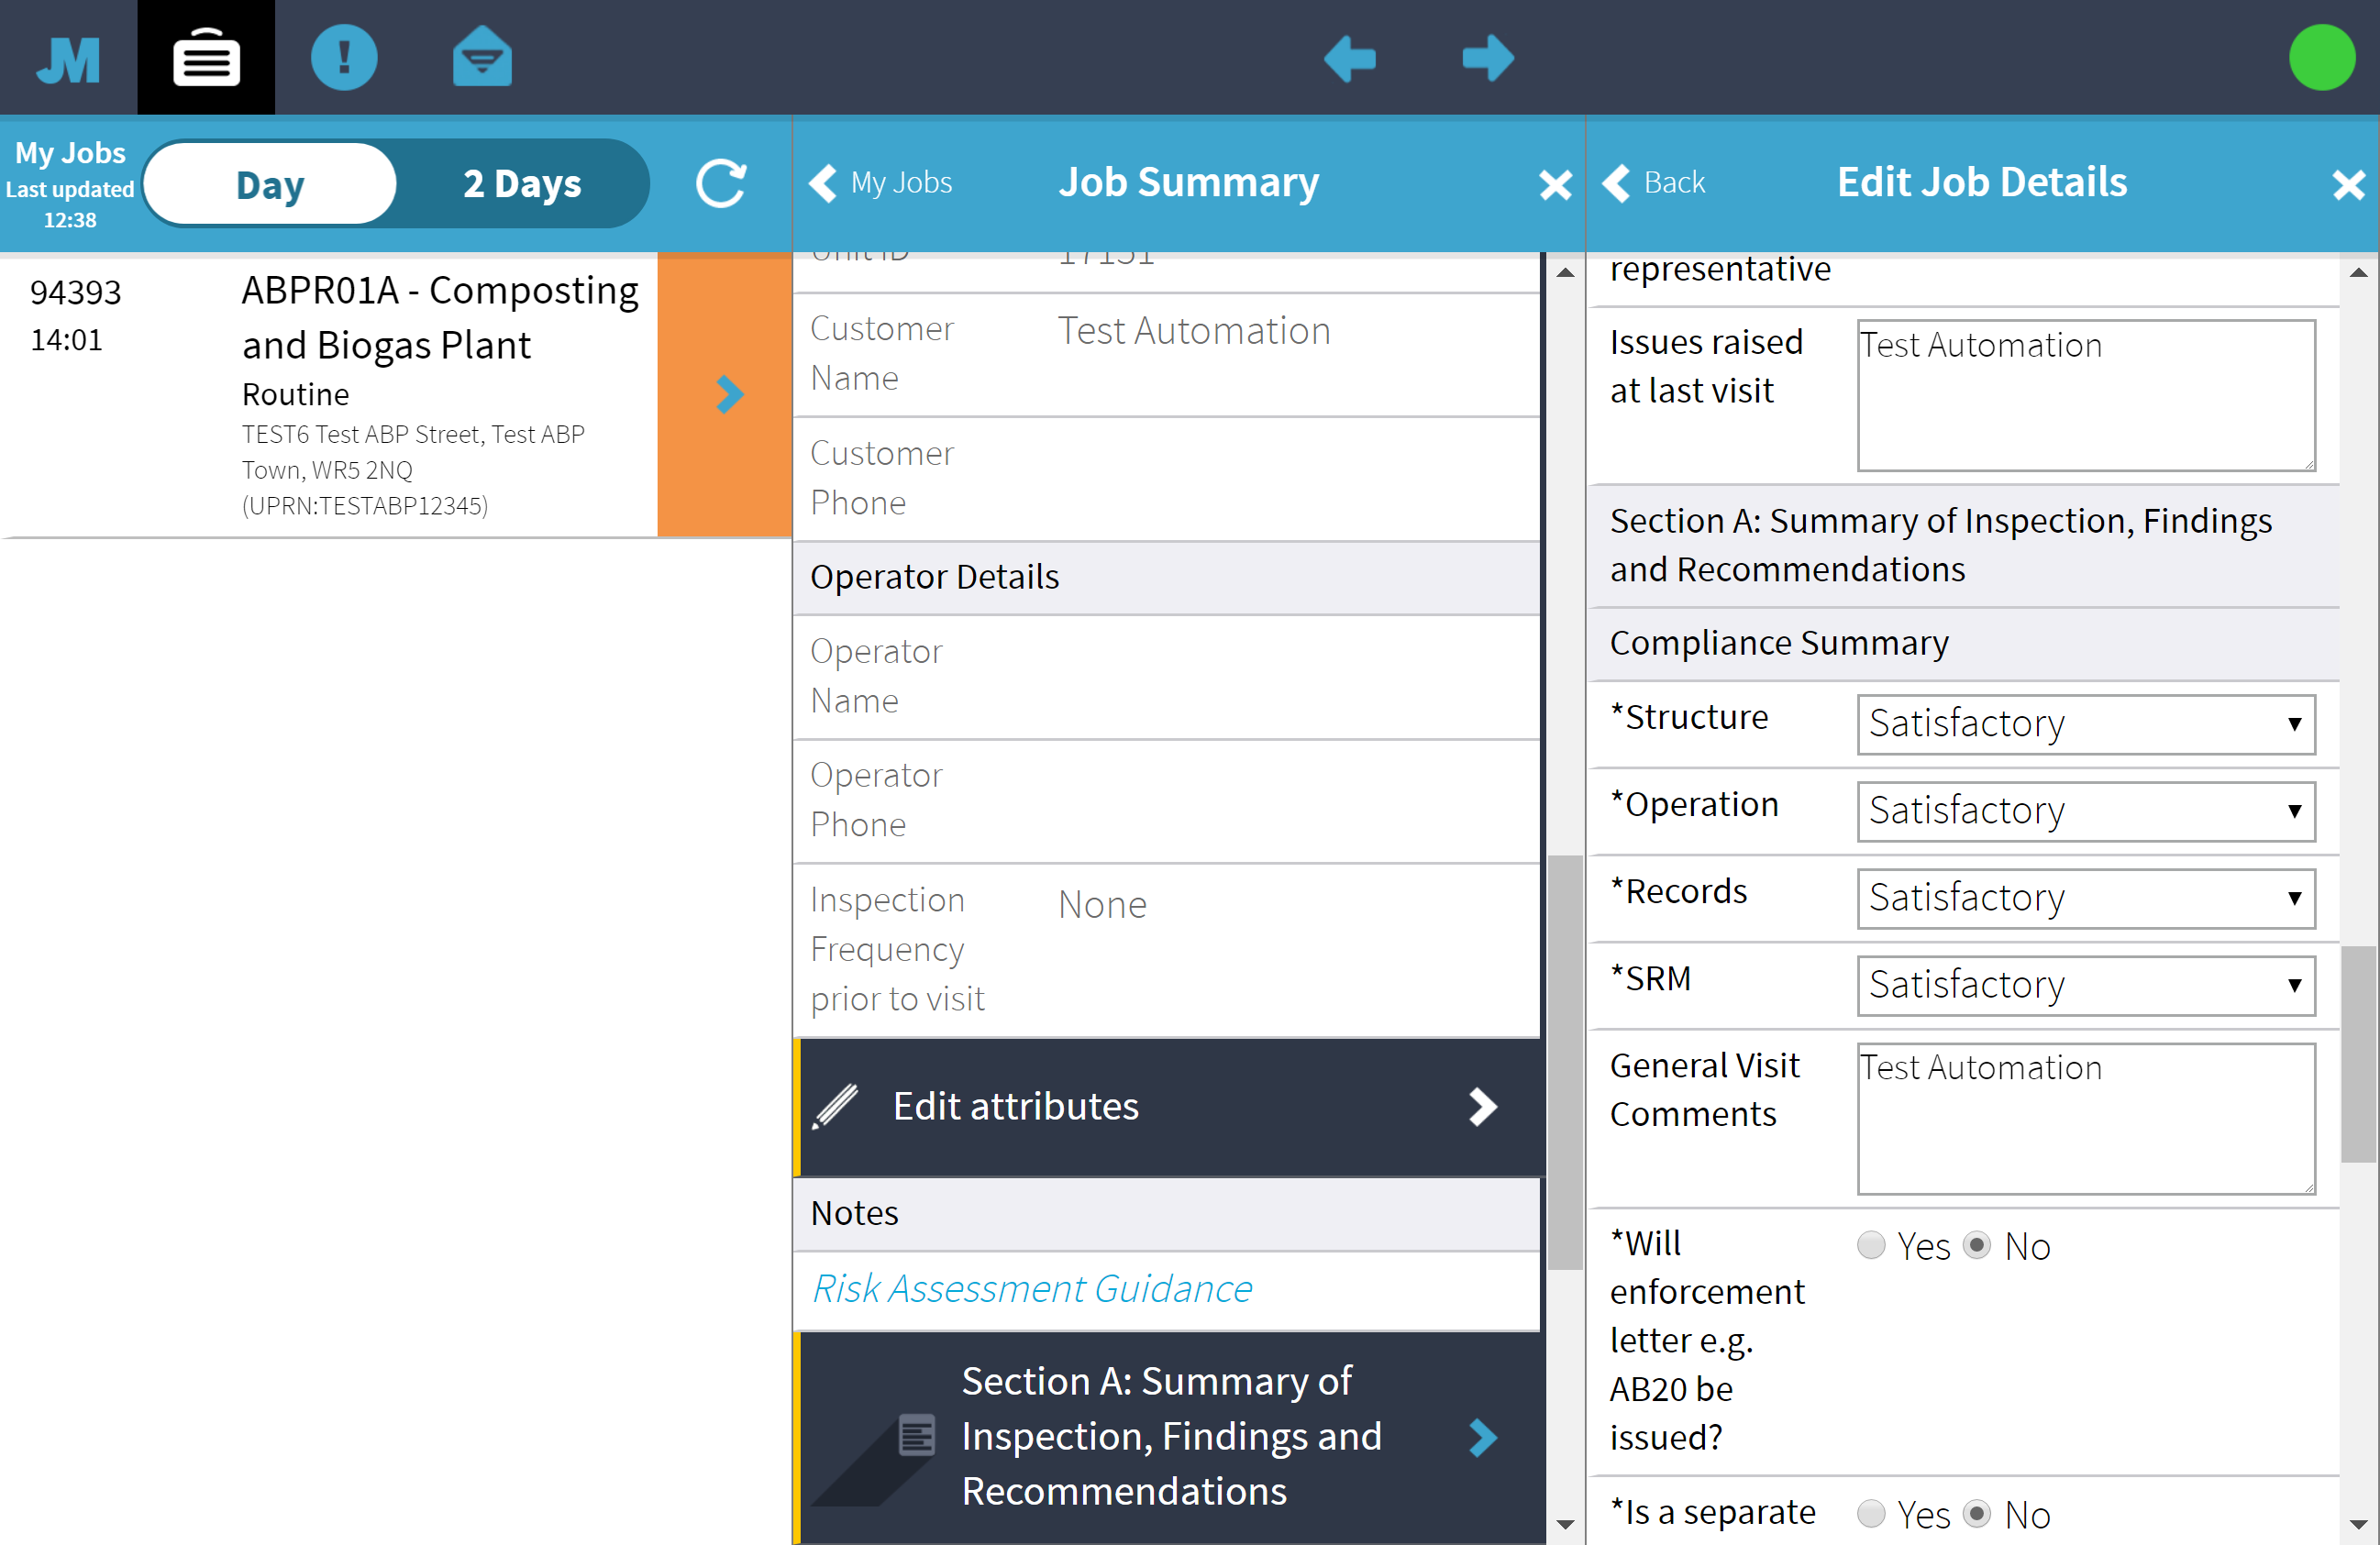 JM
!
My Jobs
Last updated
12:38
Day
2 Days
94393
14:01
ABPR01A - Composting
and Biogas Plant
Routine
TEST6 Test ABP Street, Test ABP
Town, WR5 2NQ
(UPRN:TESTABP12345)
My Jobs
Job Summary
Unit ID
17151
Customer
Name
Test Automation
Customer
Phone
Operator Details
Operator
Name
Operator
Phone
Inspection
Frequency
prior to visit
None
Edit attributes
Notes
Risk Assessment Guidance
Section A: Summary of
Inspection, Findings and
Recommendations
Back
Edit Job Details
representative
Issues raised
at last visit
Test Automation
Section A: Summary of Inspection, Findings
and Recommendations
Compliance Summary
*Structure
Satisfactory
*Operation
Satisfactory
*Records
Satisfactory
*SRM
Satisfactory
General Visit
Comments
Test Automation
*Will
enforcement
letter e.g.
AB20 be
issued?
Yes No
*Is a separate
Yes No